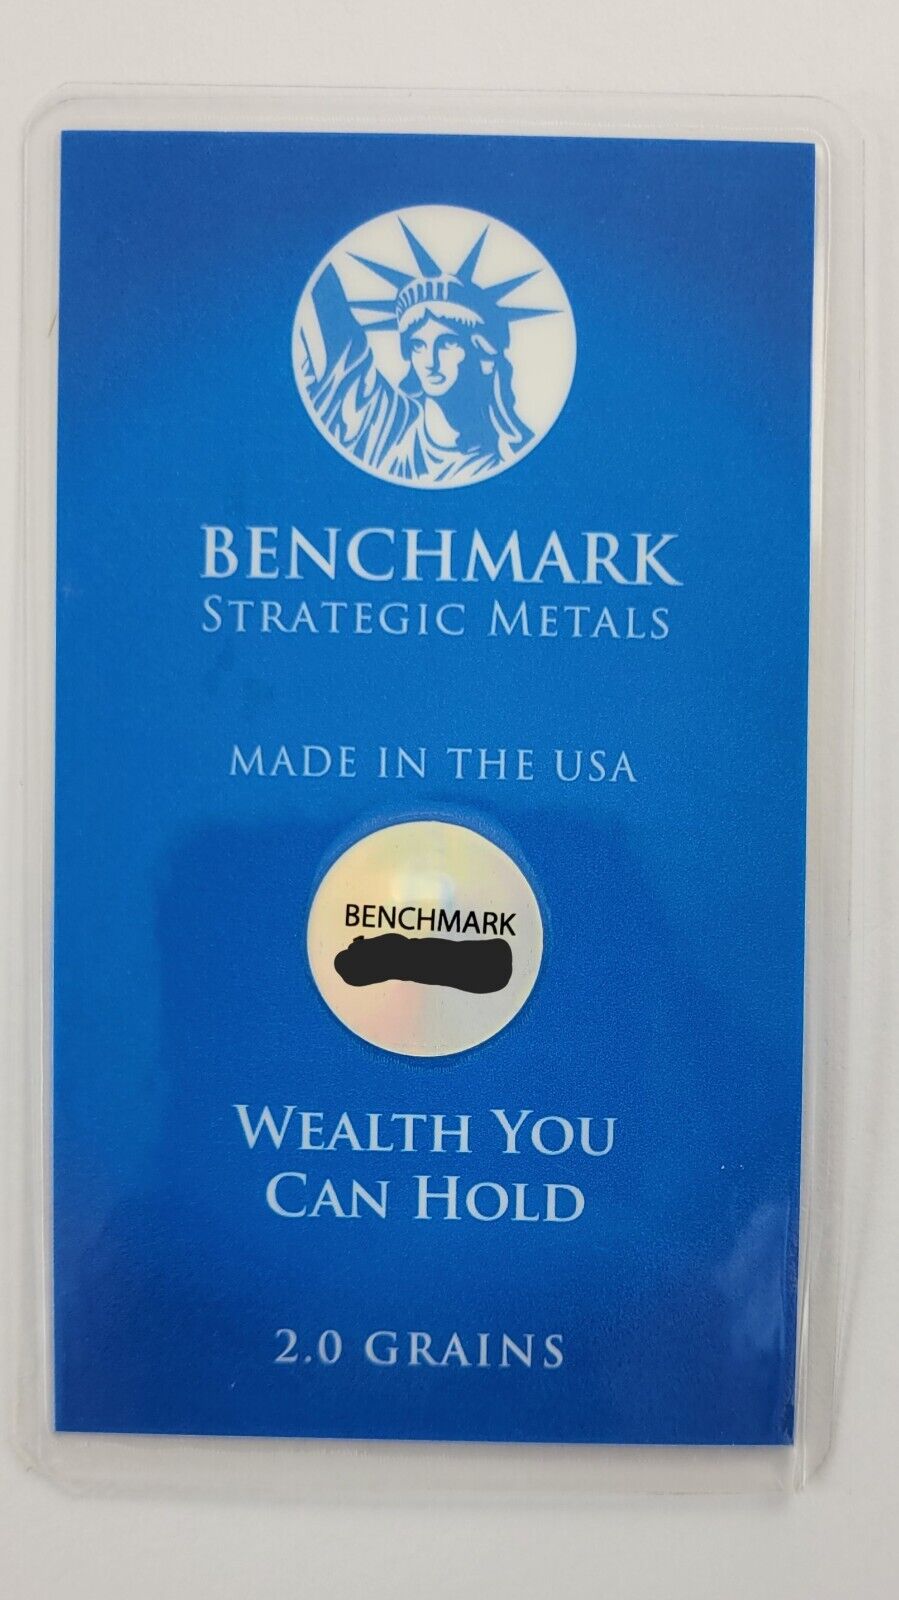 BENCHMARK
STRATEGIC METALS
MADE IN THE USA
BENCHMARK
WEALTH YOU
CAN HOLD
2.0 GRAINS